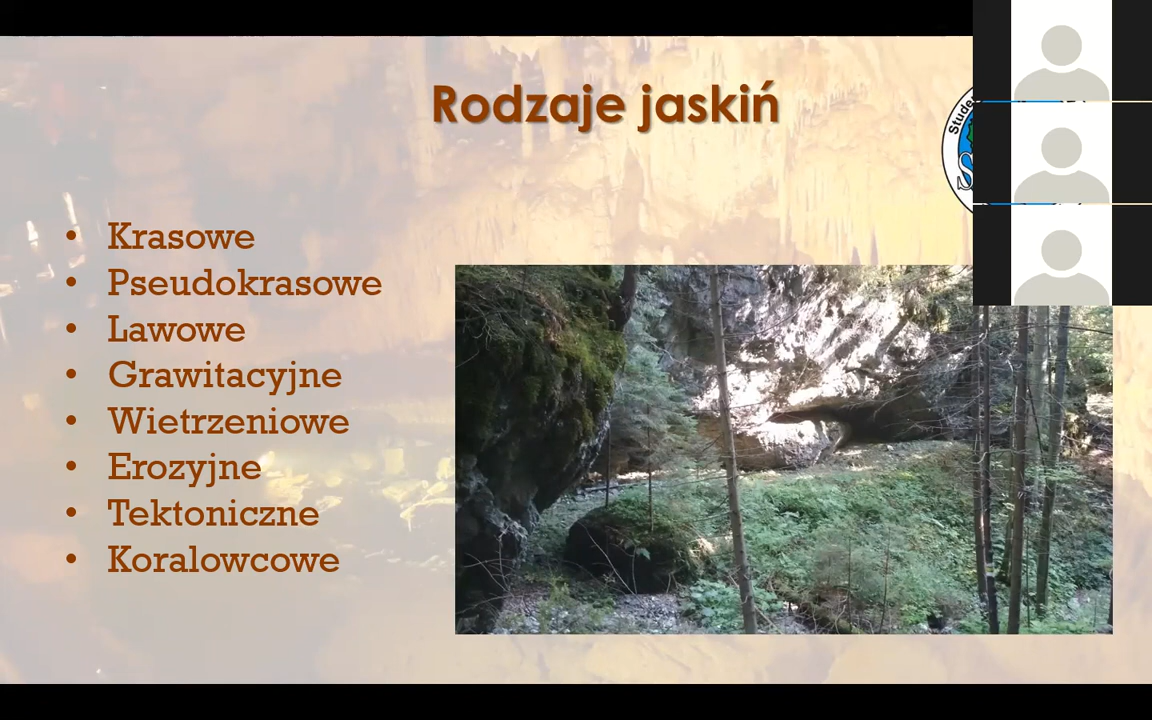 Rodzaje jaskiń
• Krasowe
• Pseudokrasowe
• Lawowe
• Grawitacyjne
• Wietrzeniowe
• Erozyjne
• Tektoniczne
• Koralowcowe